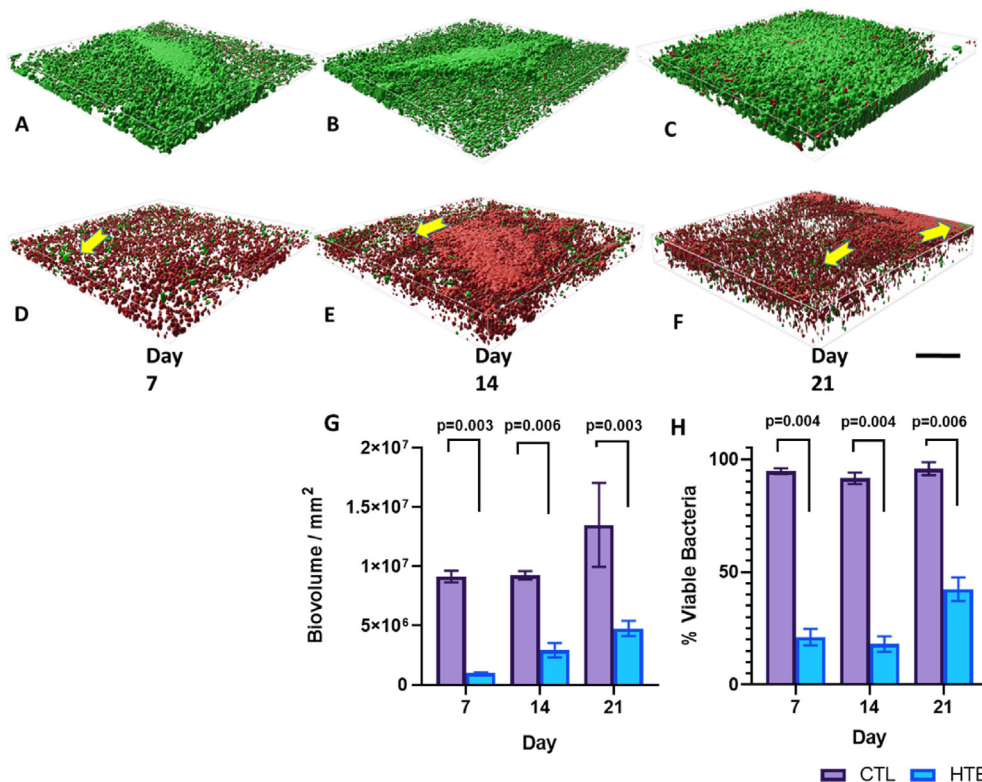 A
B
C
D
E
F
Day
7
Day
14
Day
21
G
p=0.003
p=0.006
p=0.003
2×10⁷
1.5×10⁷
1×10⁷
5×10⁶
0
Biovolume / mm²
7
14
21
Day
H
p=0.004
p=0.004
p=0.006
100
50
0
% Viable Bacteria
7
14
21
Day
CTL